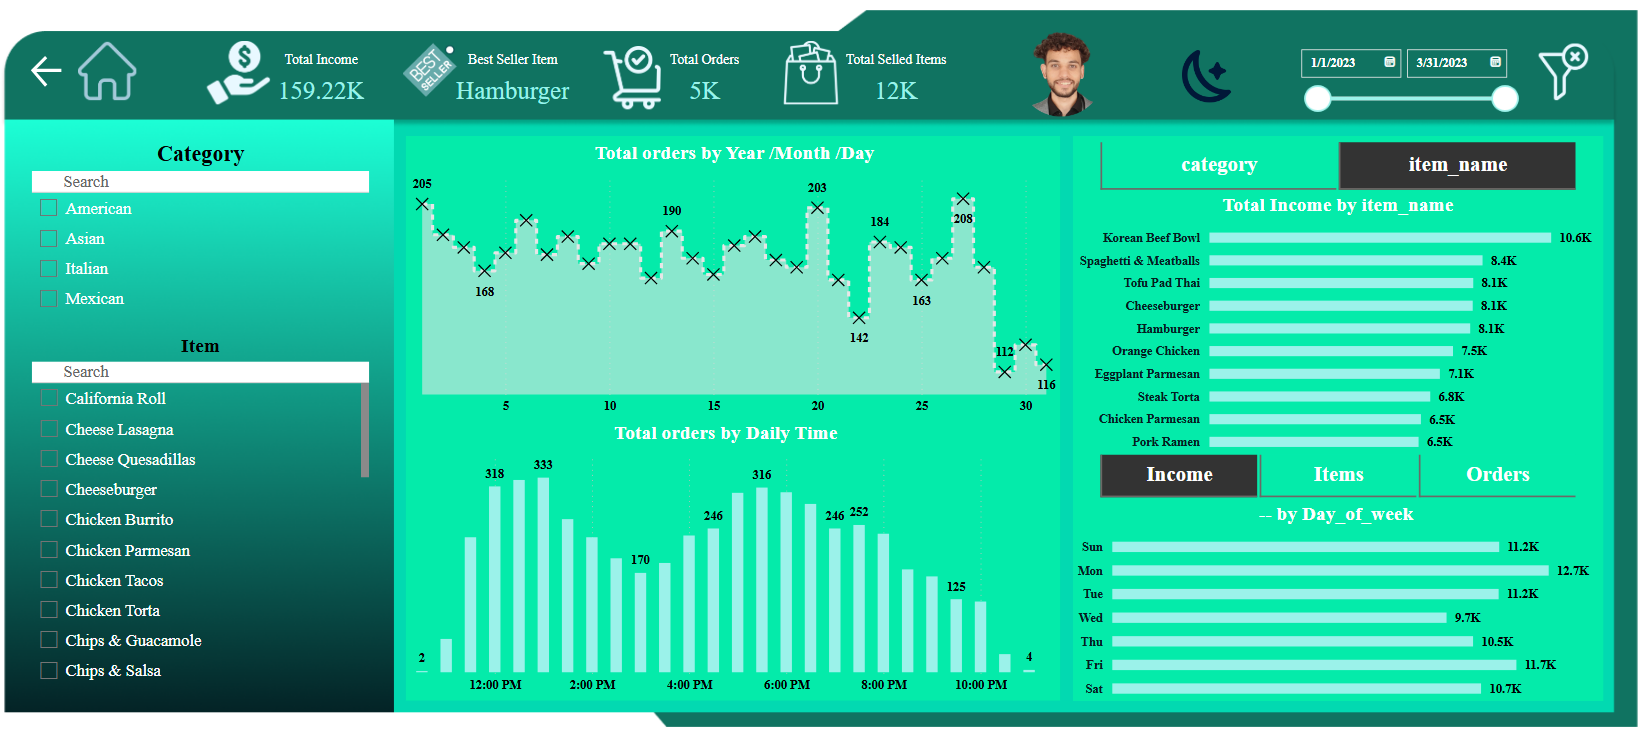 Total Income
159.22K
BEST SELLER
Best Seller Item
Hamburger
Total Orders
5K
Total Selled Items
12K
1/1/2023
3/31/2023
Category
Search
American
Asian
Italian
Mexican
Item
Search
California Roll
Cheese Lasagna
Cheese Quesadillas
Cheeseburger
Chicken Burrito
Chicken Parmesan
Chicken Tacos
Chicken Torta
Chips & Guacamole
Chips & Salsa
Total orders by Year /Month /Day
205
168
190
203
142
184
163
208
112
116
5 10 15 20 25 30
Total orders by Daily Time
2
318
333
170
246
316
246
252
125
4
12:00 PM 2:00 PM 4:00 PM 6:00 PM 8:00 PM 10:00 PM
category item_name
Total Income by item_name
Korean Beef Bowl 10.6K
Spaghetti & Meatballs 8.4K
Tofu Pad Thai 8.1K
Cheeseburger 8.1K
Hamburger 8.1K
Orange Chicken 7.5K
Eggplant Parmesan 7.1K
Steak Torta 6.8K
Chicken Parmesan 6.5K
Pork Ramen 6.5K
Income Items Orders
-- by Day_of_week
Sun 11.2K
Mon 12.7K
Tue 11.2K
Wed 9.7K
Thu 10.5K
Fri 11.7K
Sat 10.7K